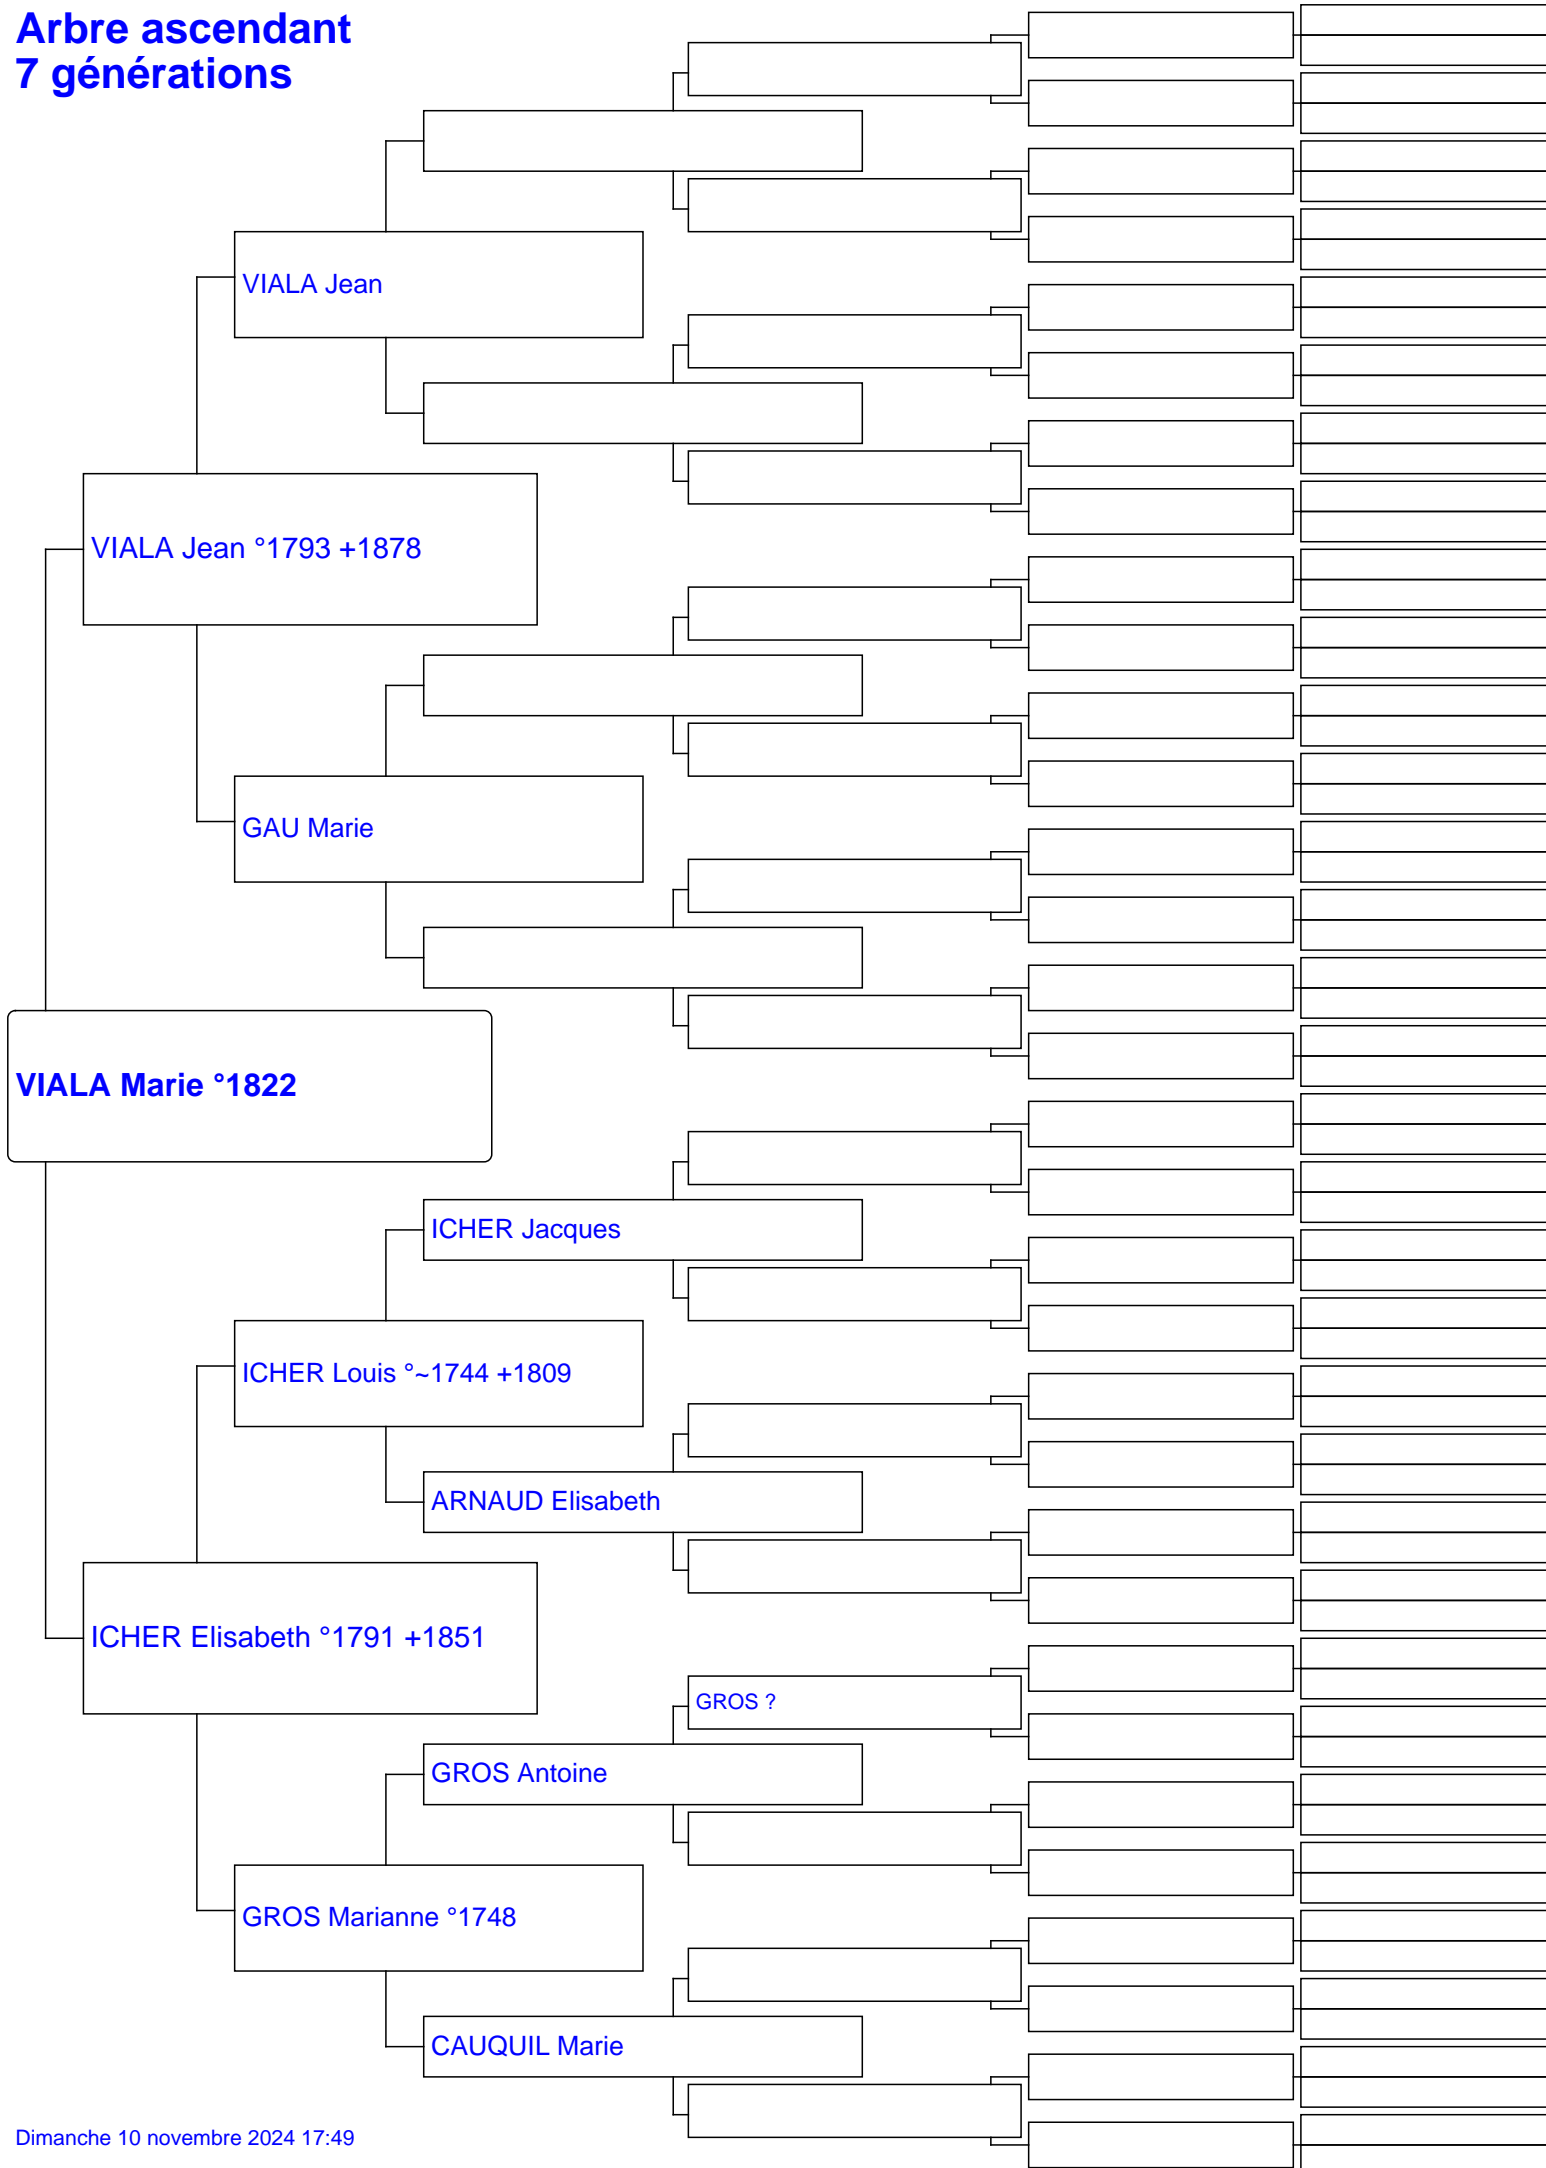 Arbre ascendant
7 générations
VIALA Jean
VIALA Jean °1793 +1878
GAU Marie
VIALA Marie °1822
ICHER Jacques
ICHER Louis °~1744 +1809
ARNAUD Elisabeth
ICHER Elisabeth °1791 +1851
GROS ?
GROS Antoine
GROS Marianne °1748
CAUQUIL Marie
Dimanche 10 novembre 2024 17:49